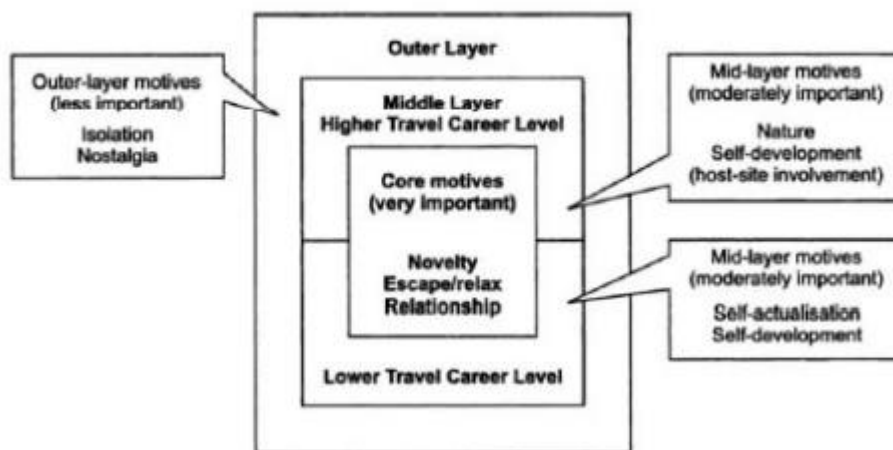 Outer Layer
Outer-layer motives
(less important)
Isolation
Nostalgia
Middle Layer
Higher Travel Career Level
Core motives
(very Important)
Novelty
Escape/relax
Relationship
Lower Travel Career Level
Mid-layer motives
(moderately important)
Nature
Self-development
(host-site involvement)
Mid-layer motives
(moderately important)
Self-actualisation
Self-development